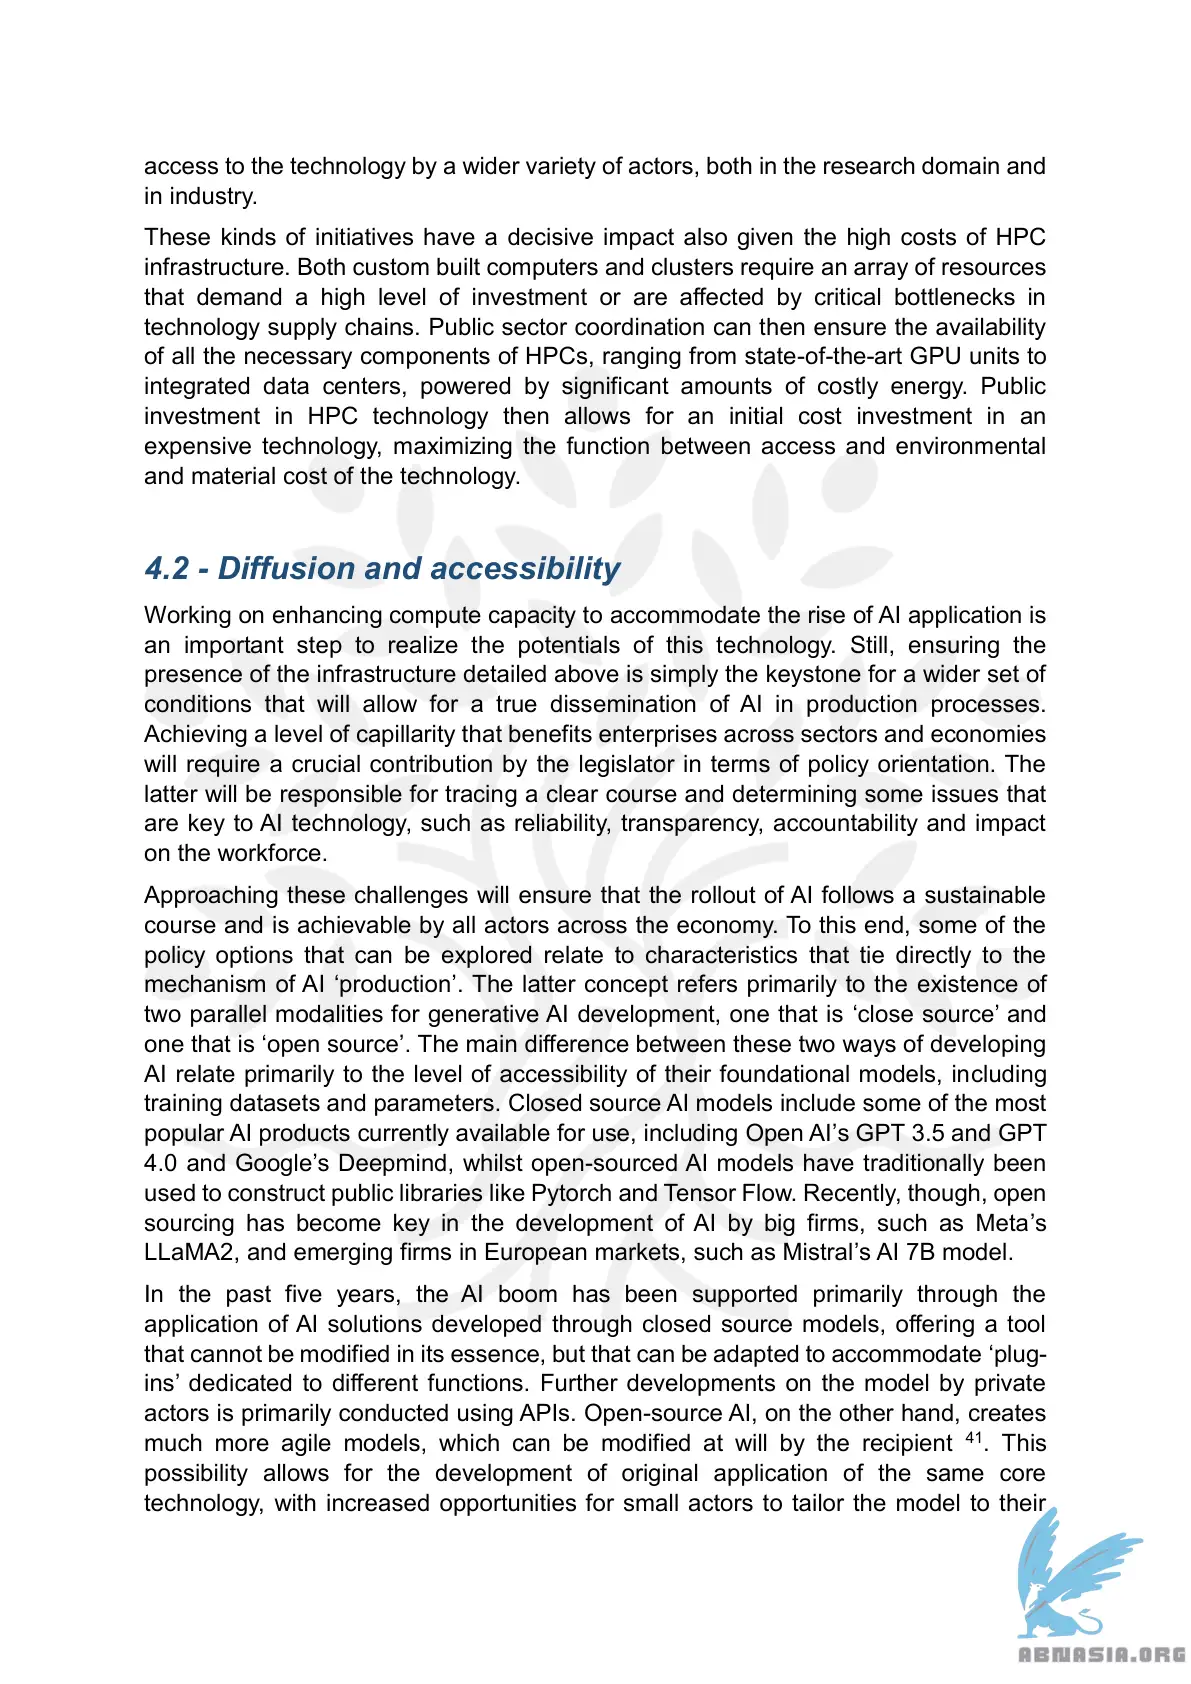 access to the technology by a wider variety of actors, both in the research domain and
in industry.
These kinds of initiatives have a decisive impact also given the high costs of HPC
infrastructure. Both custom built computers and clusters require an array of resources
that demand a high level of investment or are affected by critical bottlenecks in
technology supply chains. Public sector coordination can then ensure the availability
of all the necessary components of HPCs, ranging from state-of-the-art GPU units to
integrated data centers, powered by significant amounts of costly energy. Public
investment in HPC technology then allows for an initial cost investment in an
expensive technology, maximizing the function between access and environmental
and material cost of the technology.
4.2 - Diffusion and accessibility
Working on enhancing compute capacity to accommodate the rise of AI application is
an important step to realize the potentials of this technology. Still, ensuring the
presence of the infrastructure detailed above is simply the keystone for a wider set of
conditions that will allow for a true dissemination of AI in production processes.
Achieving a level of capillarity that benefits enterprises across sectors and economies
will require a crucial contribution by the legislator in terms of policy orientation. The
latter will be responsible for tracing a clear course and determining some issues that
are key to AI technology, such as reliability, transparency, accountability and impact
on the workforce.
Approaching these challenges will ensure that the rollout of AI follows a sustainable
course and is achievable by all actors across the economy. To this end, some of the
policy options that can be explored relate to characteristics that tie directly to the
mechanism of AI ‘production’. The latter concept refers primarily to the existence of
two parallel modalities for generative AI development, one that is ‘close source’ and
one that is ‘open source’. The main difference between these two ways of developing
AI relate primarily to the level of accessibility of their foundational models, including
training datasets and parameters. Closed source AI models include some of the most
popular AI products currently available for use, including Open AI’s GPT 3.5 and GPT
4.0 and Google’s Deepmind, whilst open-sourced AI models have traditionally been
used to construct public libraries like Pytorch and Tensor Flow. Recently, though, open
sourcing has become key in the development of AI by big firms, such as Meta’s
LLaMA2, and emerging firms in European markets, such as Mistral’s AI 7B model.
In the past five years, the AI boom has been supported primarily through the
application of AI solutions developed through closed source models, offering a tool
that cannot be modified in its essence, but that can be adapted to accommodate ‘plug-
ins’ dedicated to different functions. Further developments on the model by private
actors is primarily conducted using APIs. Open-source AI, on the other hand, creates
much more agile models, which can be modified at will by the recipient 41. This
possibility allows for the development of original application of the same core
technology, with increased opportunities for small actors to tailor the model to their
ABNASIA.ORG